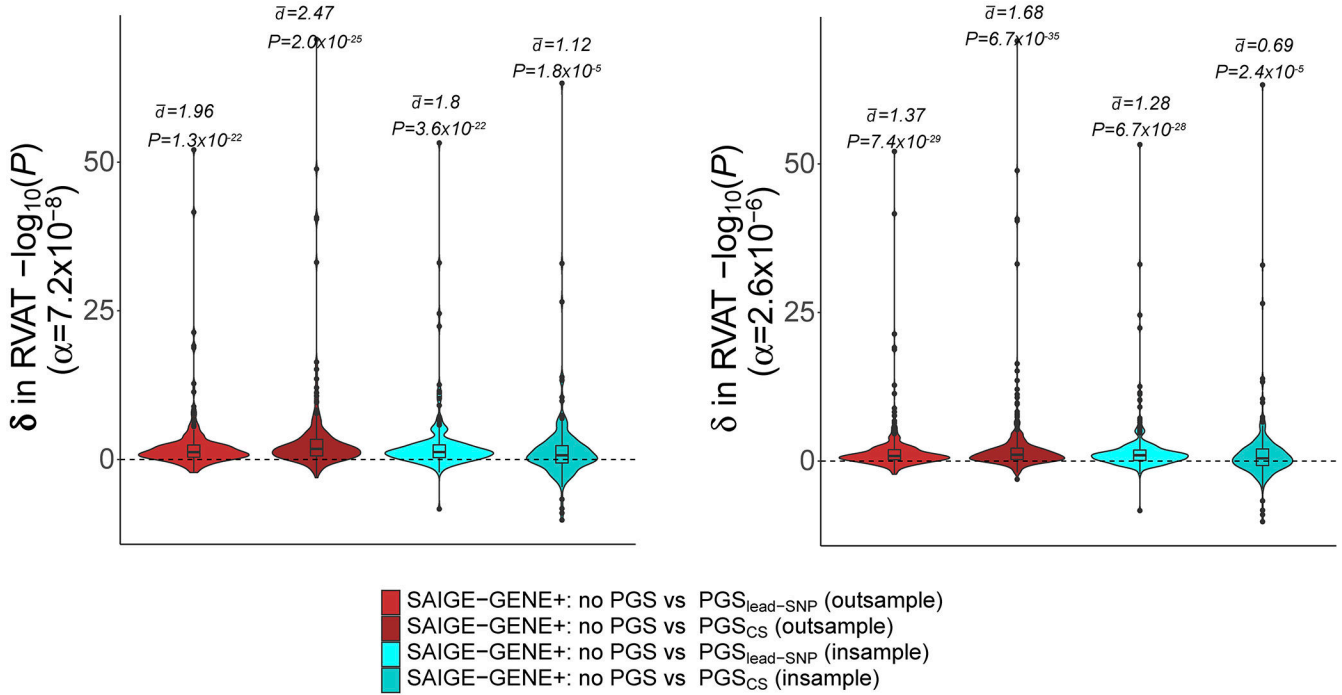 d̅=2.47
P=2.0x10⁻²⁵
d̅=1.12
P=1.8x10⁻⁵
d̅=1.8
P=3.6x10⁻²²
d̅=1.96
P=1.3x10⁻²²
δ in RVAT −log₁₀(P)
(α=7.2x10⁻⁸)
50
25
0
d̅=1.68
P=6.7x10⁻³⁵
d̅=0.69
P=2.4x10⁻⁵
d̅=1.28
P=6.7x10⁻²⁸
d̅=1.37
P=7.4x10⁻²⁹
δ in RVAT −log₁₀(P)
(α=2.6x10⁻⁶)
50
25
0
SAIGE−GENE+: no PGS vs PGSlead−SNP (outsample)
SAIGE−GENE+: no PGS vs PGSCS (outsample)
SAIGE−GENE+: no PGS vs PGSlead−SNP (insample)
SAIGE−GENE+: no PGS vs PGSCS (insample)